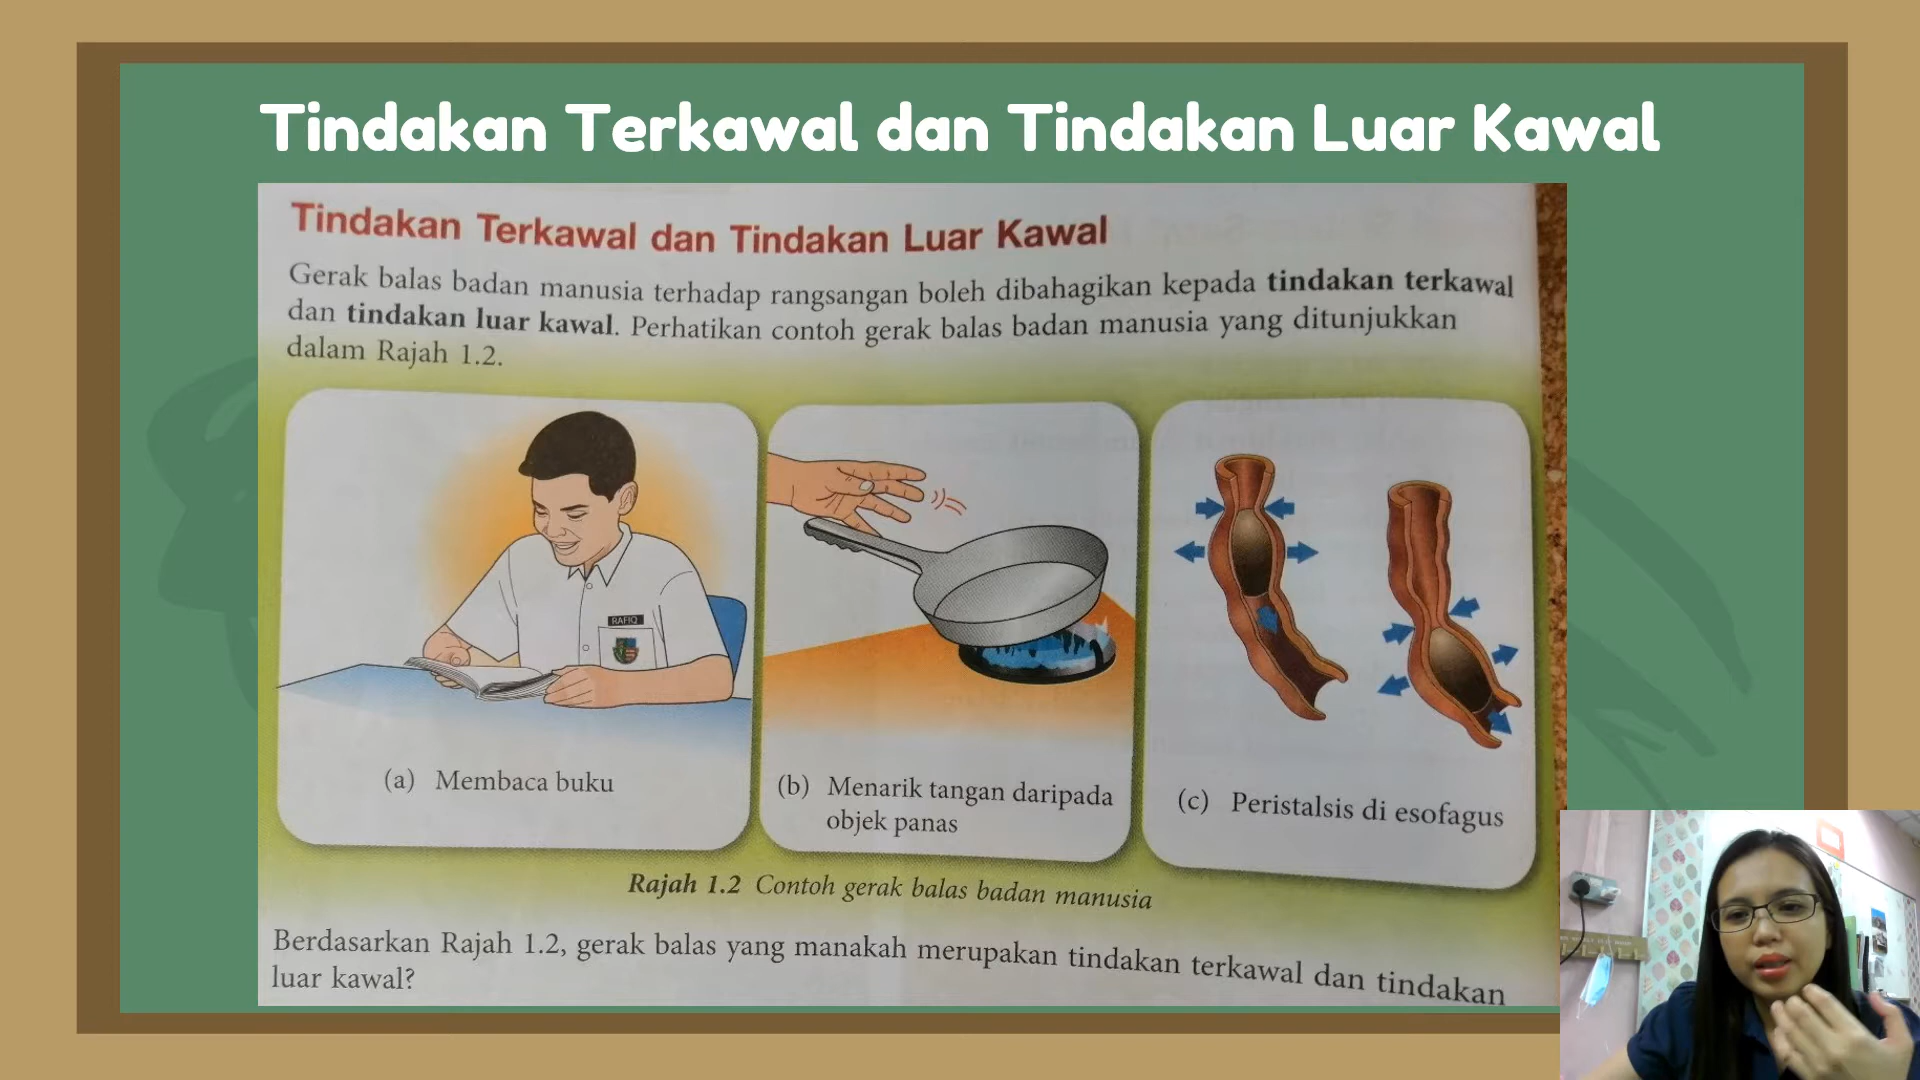 Tindakan Terkawal dan Tindakan Luar Kawal
Tindakan Terkawal dan Tindakan Luar Kawal
Gerak balas badan manusia terhadap rangsangan boleh dibahagikan kepada tindakan terkawal
dan tindakan luar kawal. Perhatikan contoh gerak balas badan manusia yang ditunjukkan
dalam Rajah 1.2.
RAFIQ
(a) Membaca buku
(b) Menarik tangan daripada
objek panas
(c) Peristalsis di esofagus
Rajah 1.2 Contoh gerak balas badan manusia
Berdasarkan Rajah 1.2, gerak balas yang manakah merupakan tindakan terkawal dan tindakan
luar kawal?